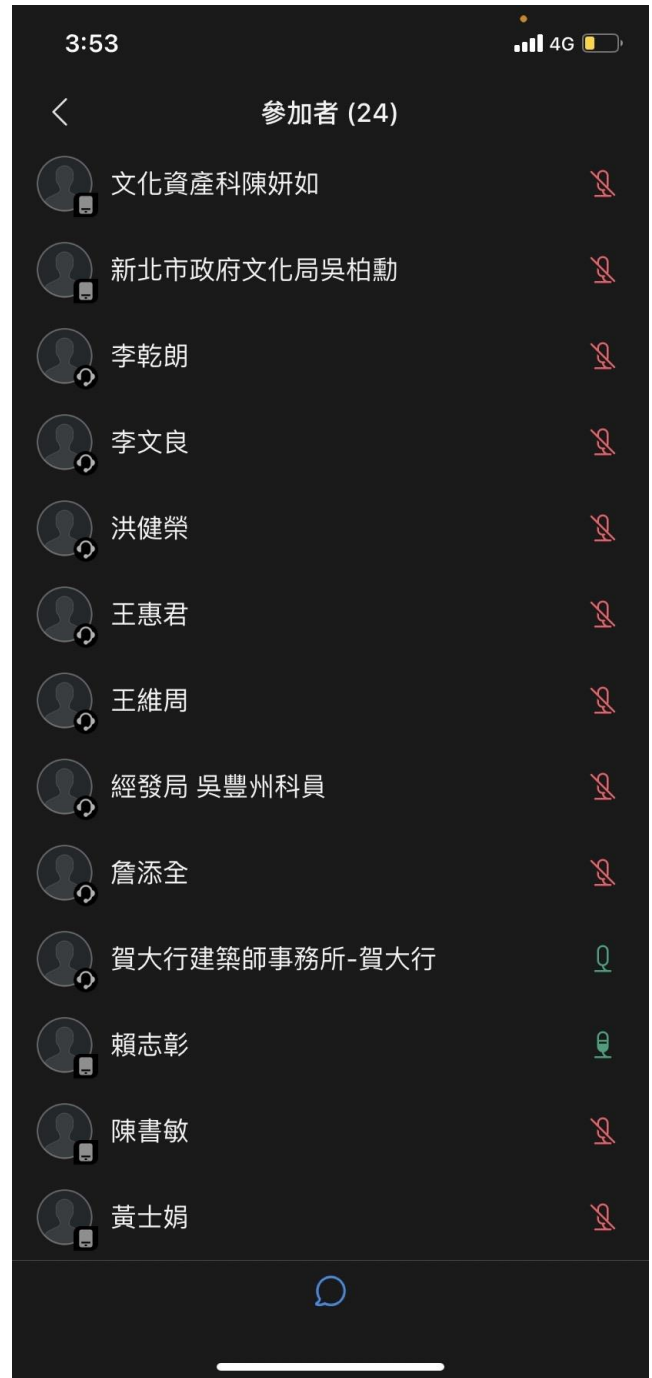 3:53
4G
參加者 (24)
文化資產科陳妍如
新北市政府文化局吳柏勳
李乾朗
李文良
洪健榮
王惠君
王維周
經發局 吳豐州科員
詹添全
賀大行建築師事務所-賀大行
賴志彰
陳書敏
黃士娟